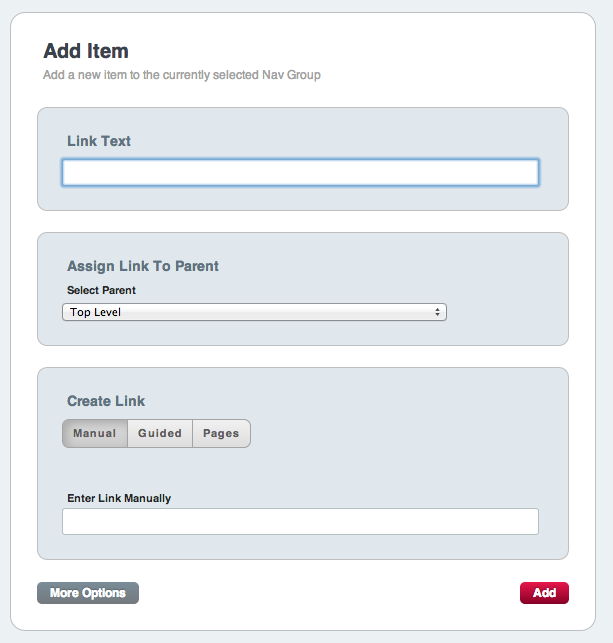 Add Item
Add a new item to the currently selected Nav Group
Link Text
Assign Link To Parent
Select Parent
Top Level
Create Link
Manual Guided Pages
Enter Link Manually
More Options Add